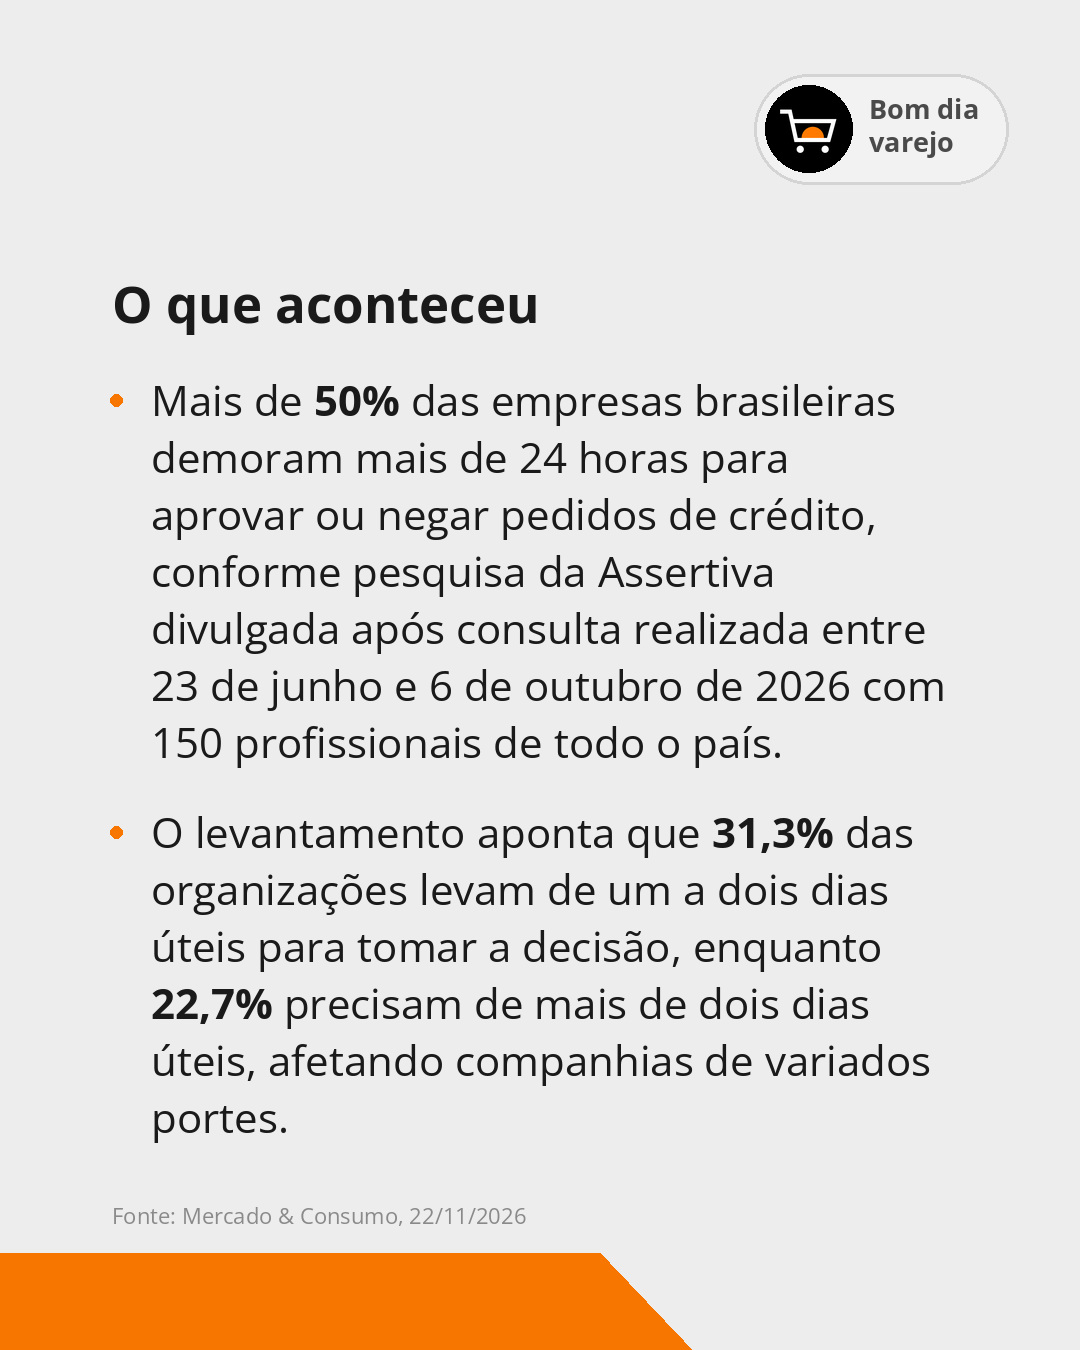 Bom dia
varejo
O que aconteceu
• Mais de 50% das empresas brasileiras
demoram mais de 24 horas para
aprovar ou negar pedidos de crédito,
conforme pesquisa da Assertiva
divulgada após consulta realizada entre
23 de junho e 6 de outubro de 2026 com
150 profissionais de todo o país.
• O levantamento aponta que 31,3% das
organizações levam de um a dois dias
úteis para tomar a decisão, enquanto
22,7% precisam de mais de dois dias
úteis, afetando companhias de variados
portes.
Fonte: Mercado & Consumo, 22/11/2026